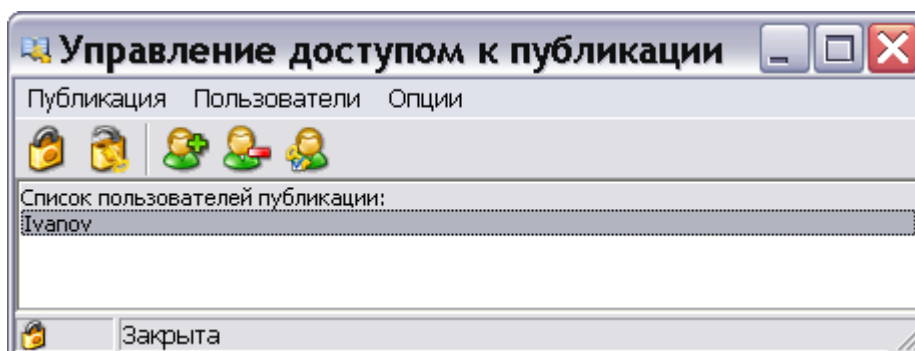 Управление доступом к публикации
Публикация Пользователи Опции
Список пользователей публикации:
Ivanov
Закрыта